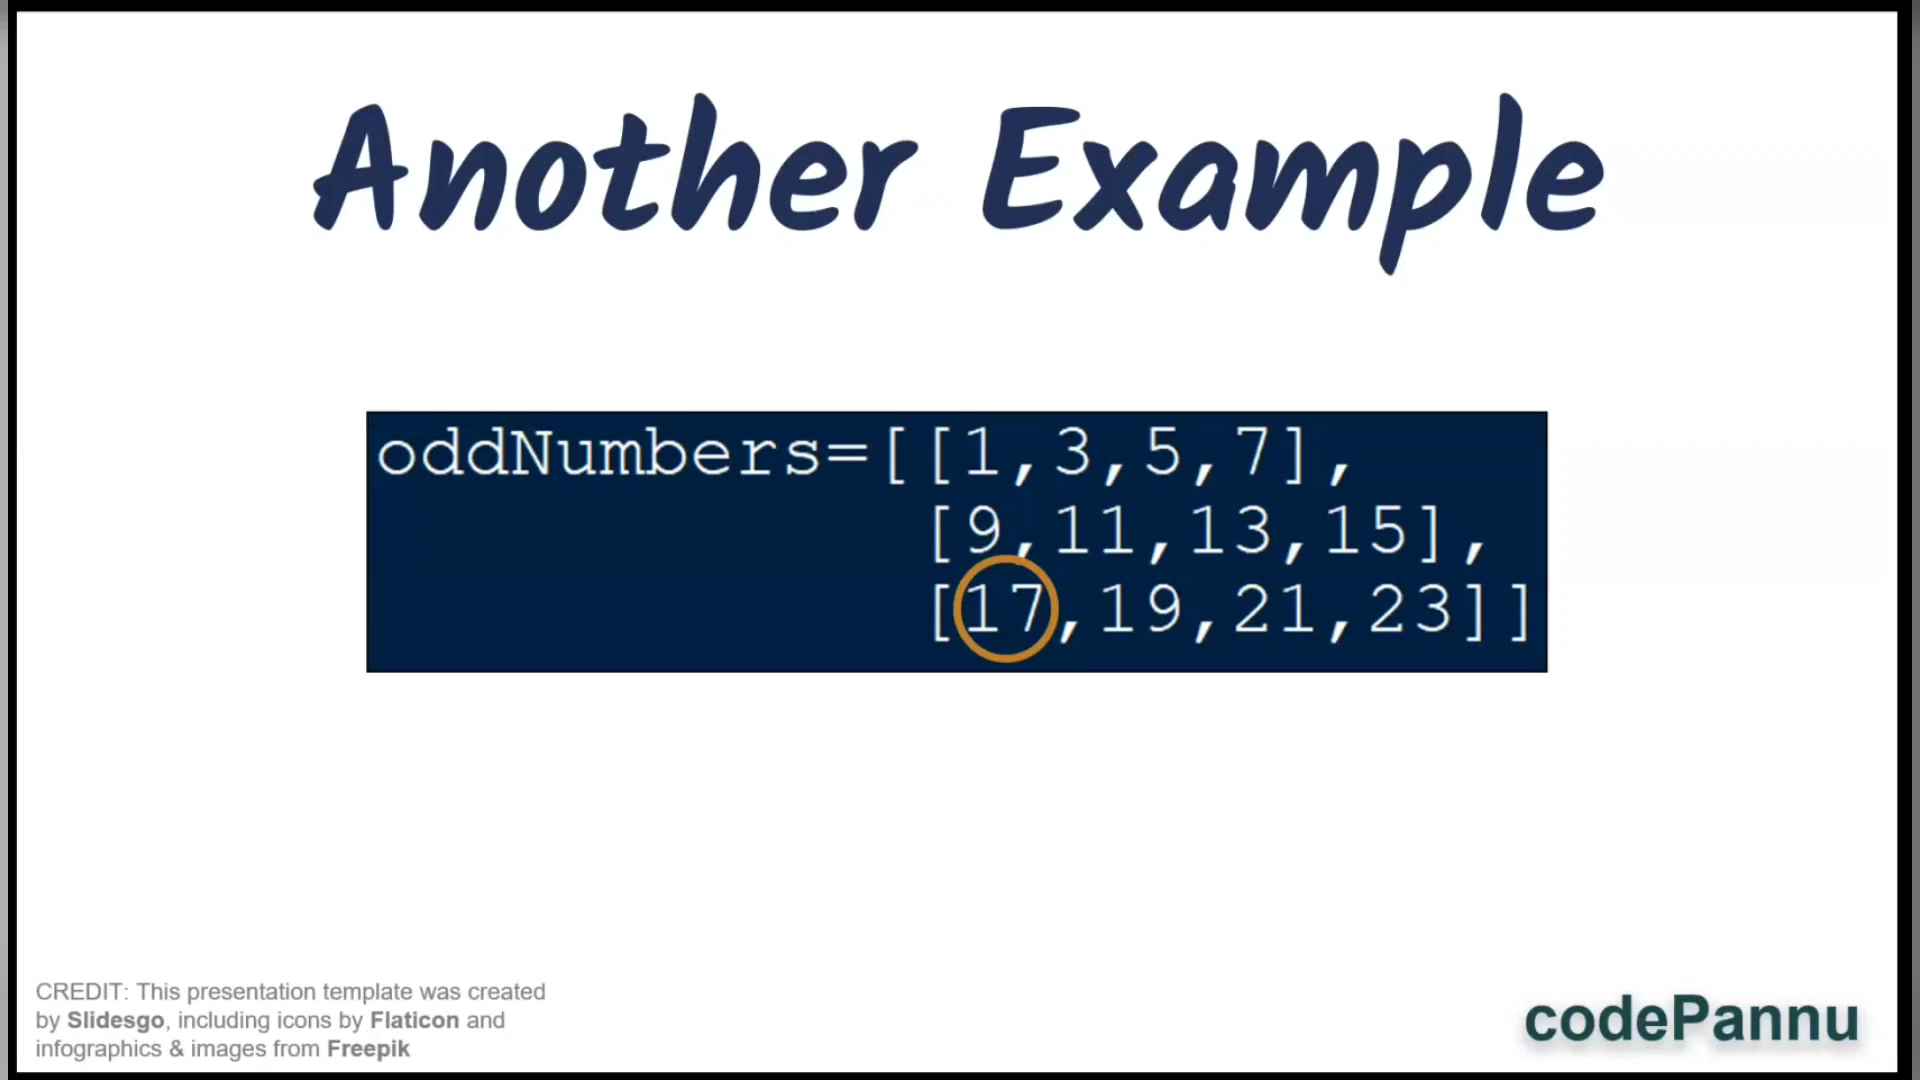 Another Example
oddNumbers=[[1,3,5,7],
[9,11,13,15],
[17,19,21,23]]
CREDIT: This presentation template was created
by Slidesgo, including icons by Flaticon and
infographics & images from Freepik
codePannu